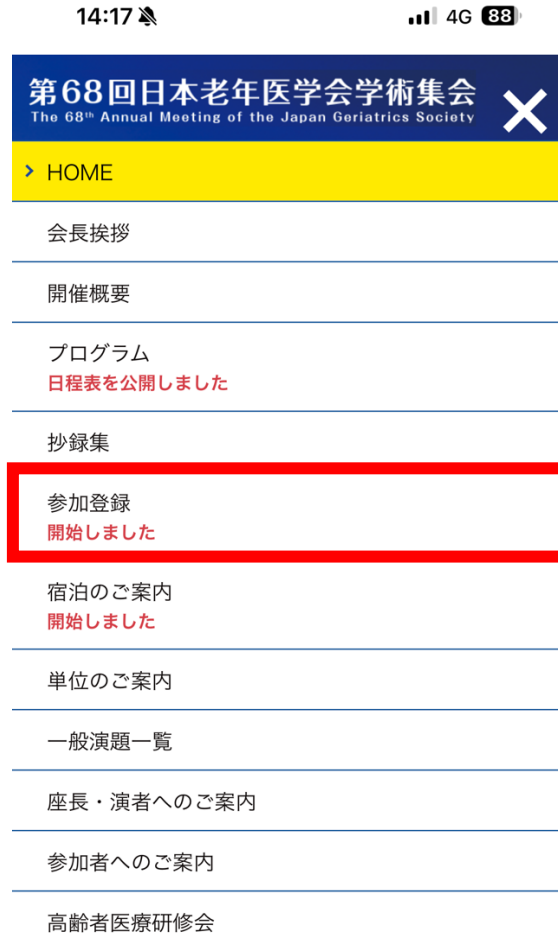 14:17
4G 88
第68回日本老年医学会学術集会
The 68th Annual Meeting of the Japan Geriatrics Society
HOME
会長挨拶
開催概要
プログラム
日程表を公開しました
抄録集
参加登録
開始しました
宿泊のご案内
開始しました
単位のご案内
一般演題一覧
座長・演者へのご案内
参加者へのご案内
高齢者医療研修会